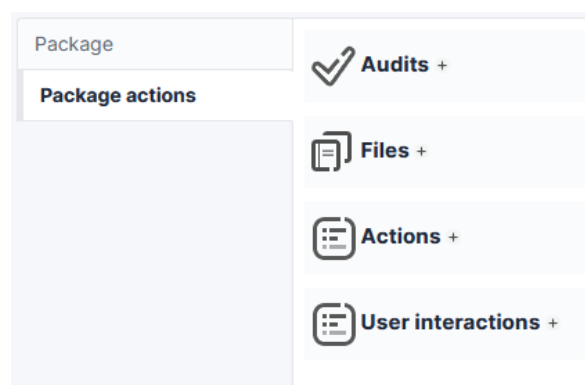 Package
Package actions
Audits +
Files +
Actions +
User interactions +